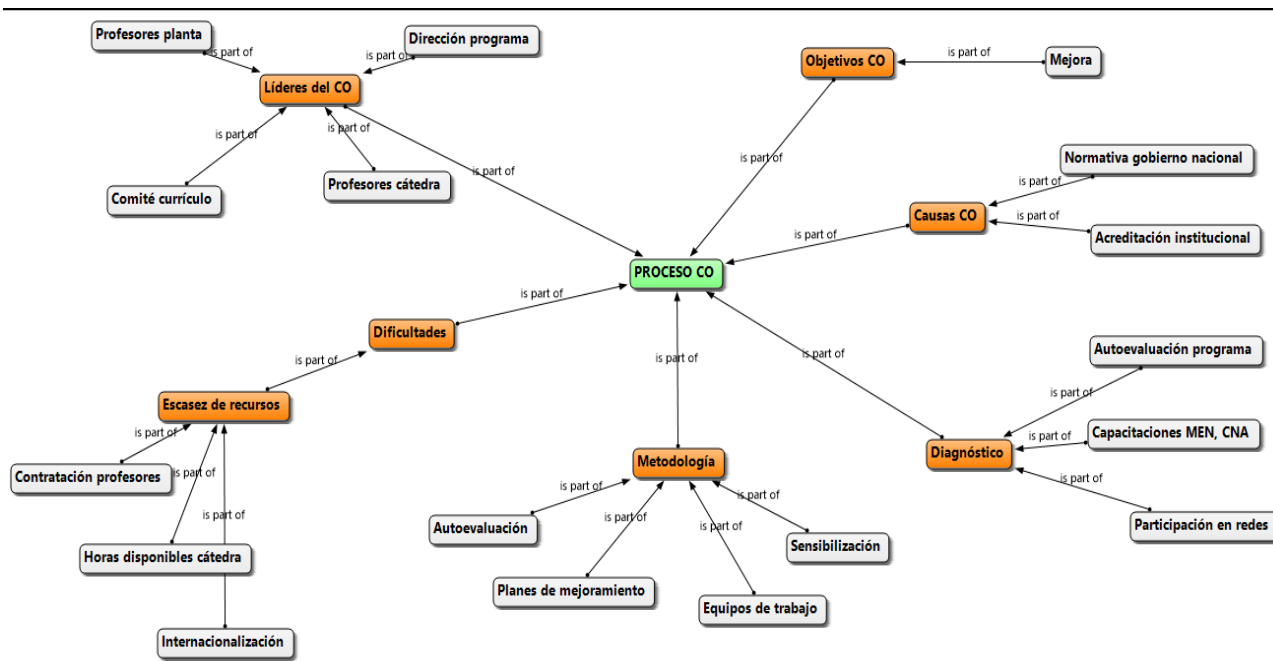 Profesores planta
Dirección programa
is part of
is part of
Líderes del CO
is part of
is part of
Comité currículo
Profesores cátedra
is part of
Objetivos CO
is part of
Mejora
is part of
Normativa gobierno nacional
is part of
Causas CO
is part of
Acreditación institucional
is part of
PROCESO CO
is part of
Dificultades
is part of
Escasez de recursos
is part of
Contratación profesores
is part of
is part of
Horas disponibles cátedra
Internacionalización
is part of
Metodología
is part of
is part of
Autoevaluación
is part of
is part of
Sensibilización
Planes de mejoramiento
Equipos de trabajo
is part of
Autoevaluación programa
is part of
Capacitaciones MEN, CNA
is part of
Diagnóstico
is part of
Participación en redes